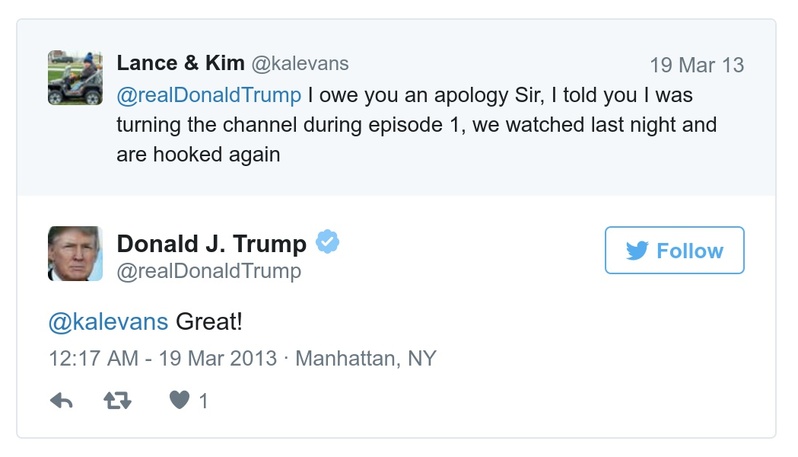 Lance & Kim @kalevans
19 Mar 13
@realDonaldTrump I owe you an apology Sir, I told you I was
turning the channel during episode 1, we watched last night and
are hooked again
Donald J. Trump
@realDonaldTrump
Follow
@kalevans Great!
12:17 AM - 19 Mar 2013 · Manhattan, NY
1